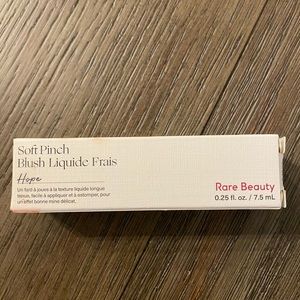 Soft Pinch
Blush Liquide Frais
Hope
Un fard à joues à la texture liquide longue
tenue, facile à appliquer et à estomper, pour
un effet bonne mine délicat.
Rare Beauty
0.25 fl. oz. / 7.5 mL